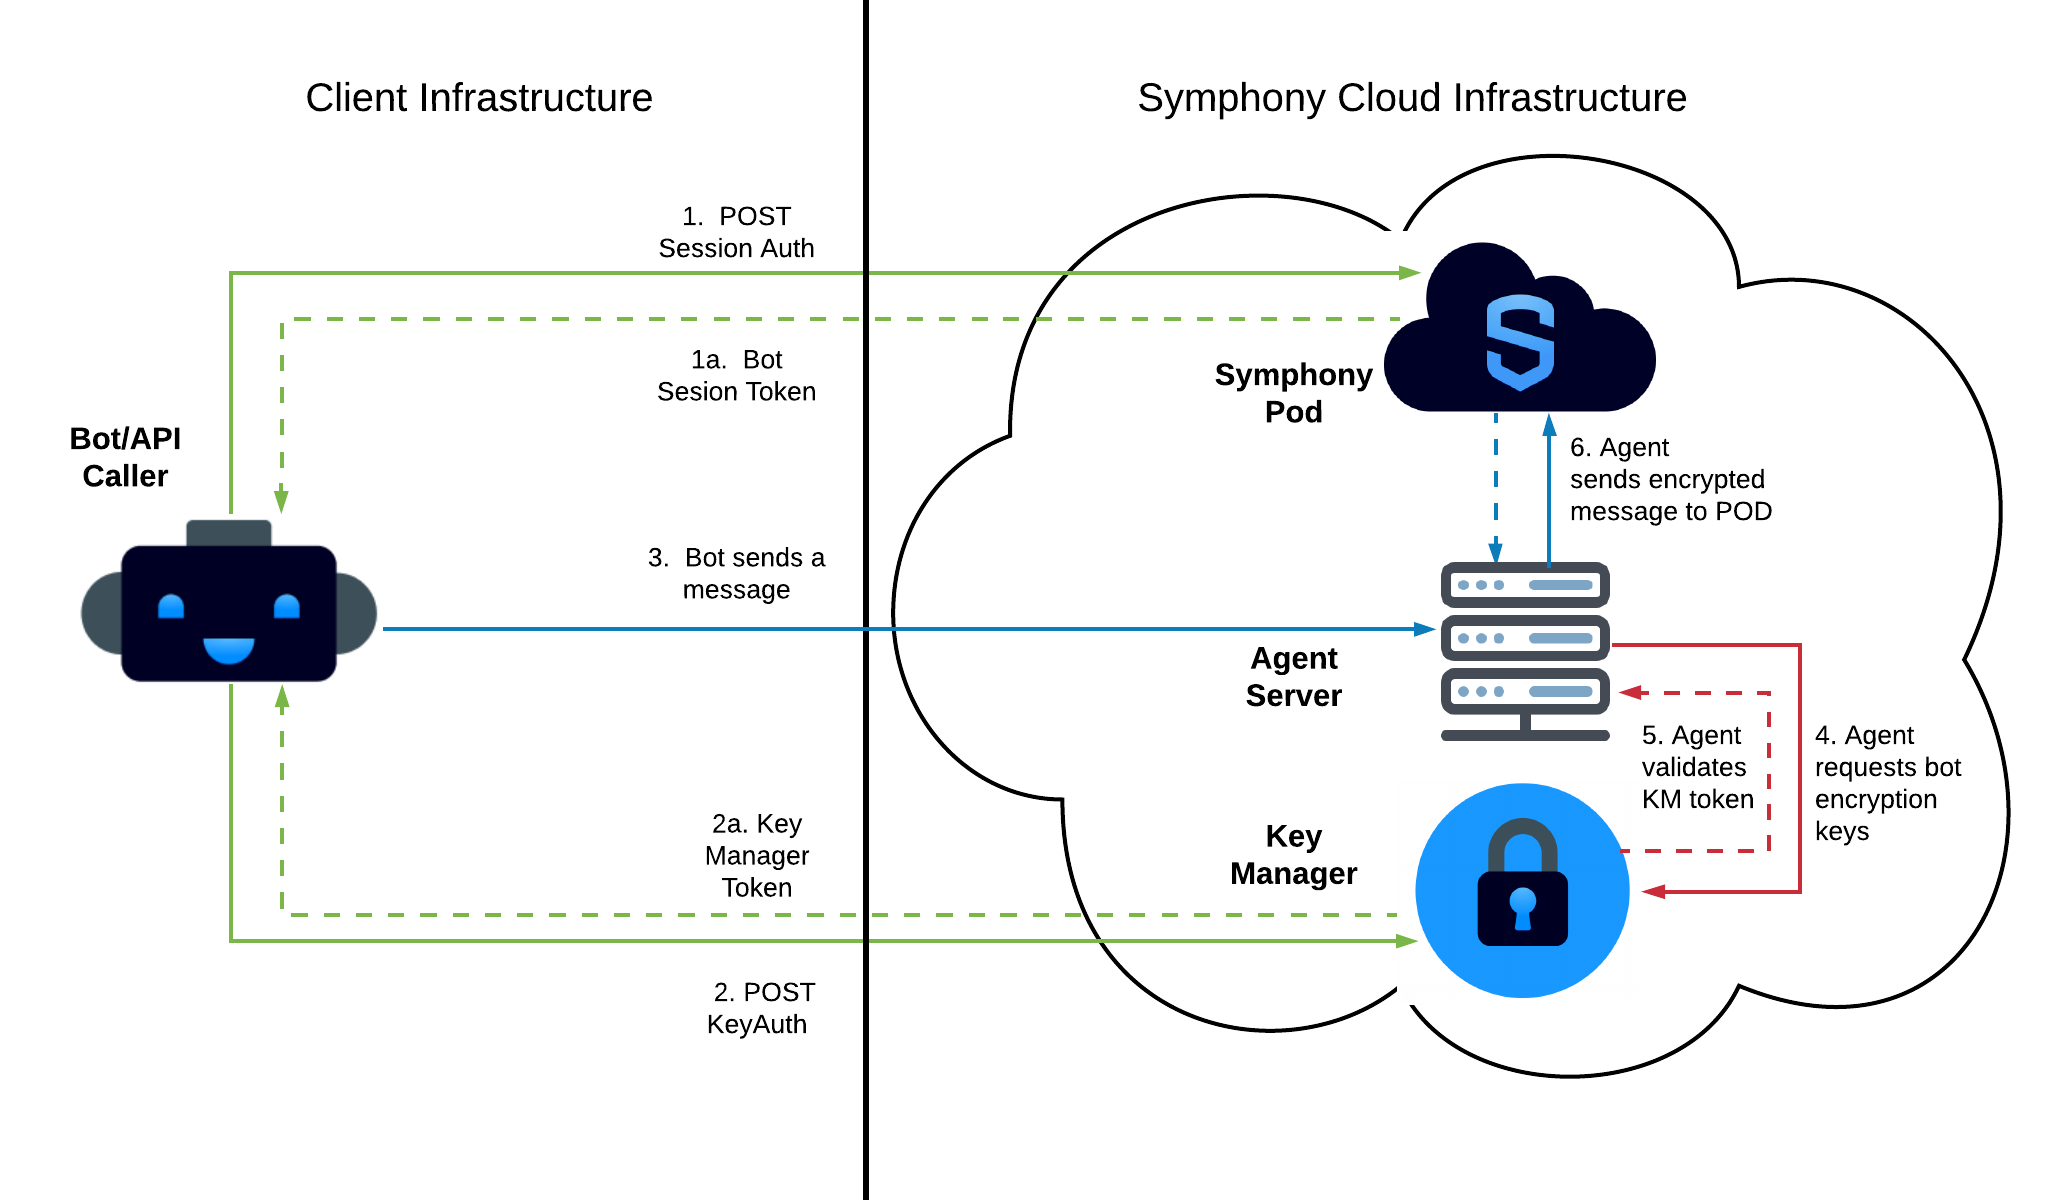 Client Infrastructure
Symphony Cloud Infrastructure
1. POST
Session Auth
1a. Bot
Sesion Token
Symphony
Pod
Bot/API
Caller
6. Agent
sends encrypted
message to POD
3. Bot sends a
message
Agent
Server
5. Agent
validates
KM token
4. Agent
requests bot
encryption
keys
2a. Key
Manager
Token
Key
Manager
2. POST
KeyAuth